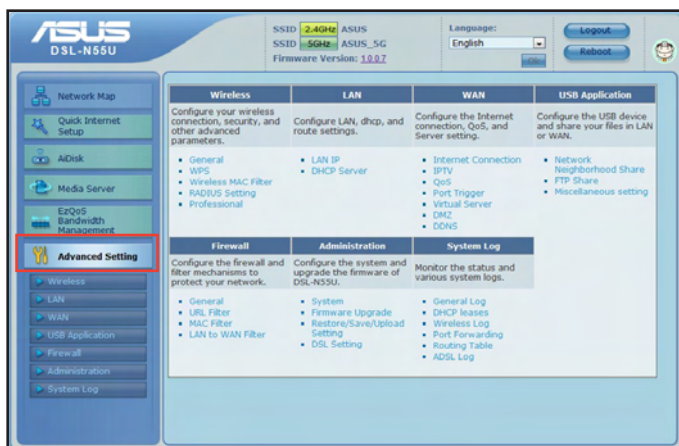 ASUS
DSL-N55U
SSID 2.4GHz ASUS
SSID 5GHz ASUS_5G
Firmware Version: 1.0.0.7
Language:
English
Logout
Reboot
Network Map
Quick Internet
Setup
AiDisk
Media Server
EzQoS
Bandwidth
Management
Advanced Setting
Wireless
LAN
WAN
USB Application
Firewall
Administration
System Log
Wireless
Configure your wireless
connection, security, and
other advanced
parameters.
General
WPS
Wireless MAC Filter
RADIUS Setting
Professional
LAN
Configure LAN, dhcp, and
route settings.
LAN IP
DHCP Server
WAN
Configure the Internet
connection, QoS, and
Server setting.
Internet Connection
IPTV
QoS
Port Trigger
Virtual Server
DMZ
DDNS
USB Application
Configure the USB device
and share your files in LAN
or WAN.
Network
Neighborhood Share
FTP Share
Miscellaneous setting
Firewall
Configure the firewall and
filter mechanisms to
protect your network.
General
URL Filter
MAC Filter
LAN to WAN Filter
Administration
Configure the system and
upgrade the firmware of
DSL-N55U.
System
Firmware Upgrade
Restore/Save/Upload
Setting
DSL Setting
System Log
Monitor the status and
various system logs.
General Log
DHCP leases
Wireless Log
Port Forwarding
Routing Table
ADSL Log